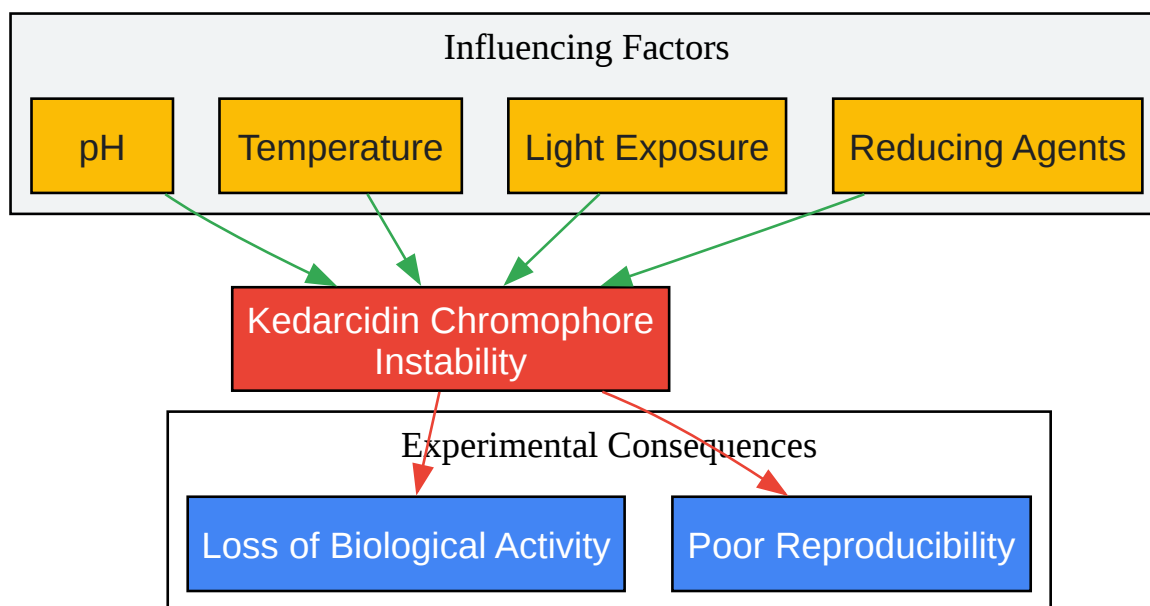 Influencing Factors
pH
Temperature
Light Exposure
Reducing Agents
Kedarcidin Chromophore
Instability
Experimental Consequences
Loss of Biological Activity
Poor Reproducibility